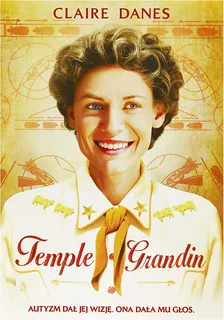 CLAIRE DANES
Temple Grandin
AUTYZM DAŁ JEJ WIZJĘ. ONA DAŁA MU GŁOS.